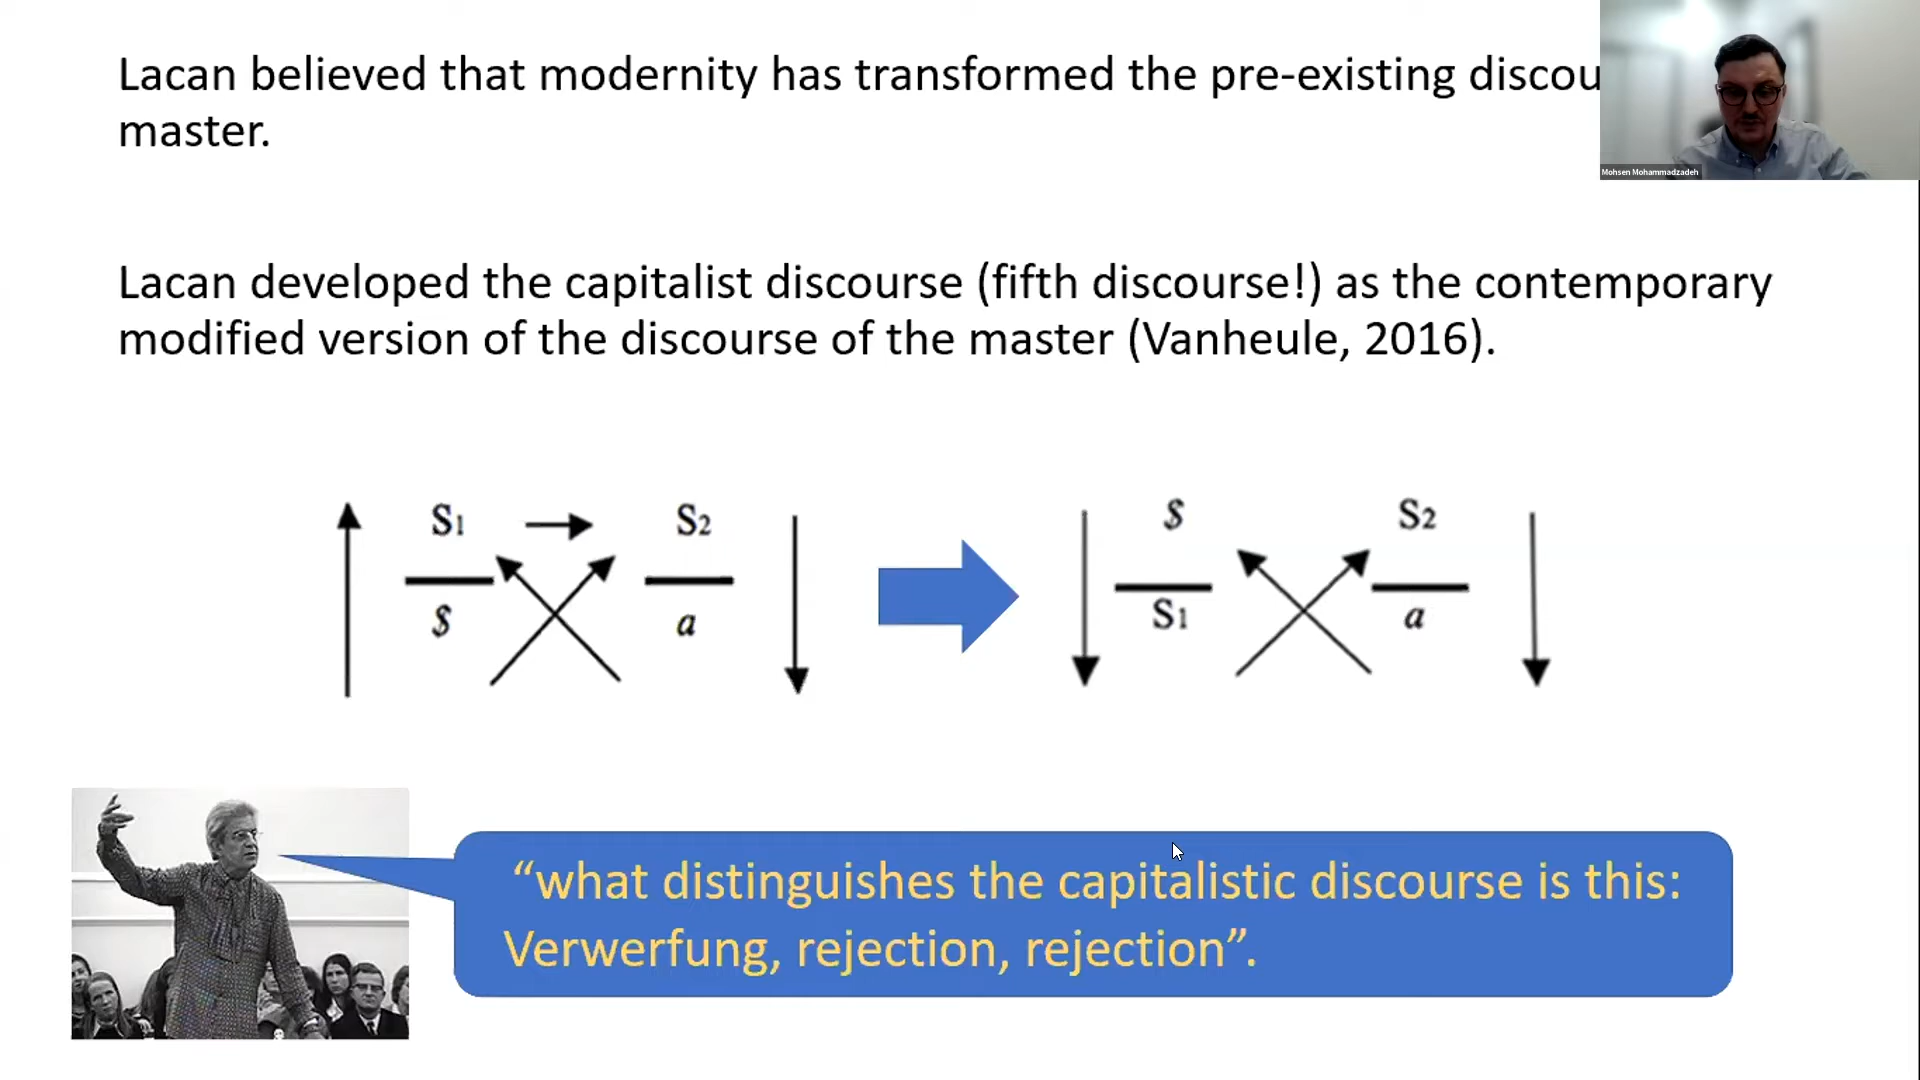 Lacan believed that modernity has transformed the pre-existing discou
master.
Mohsen Mohammadzadeh
Lacan developed the capitalist discourse (fifth discourse!) as the contemporary
modified version of the discourse of the master (Vanheule, 2016).
S1 → S2 $ S2
$ a S1 a
“what distinguishes the capitalistic discourse is this:
Verwerfung, rejection, rejection”.